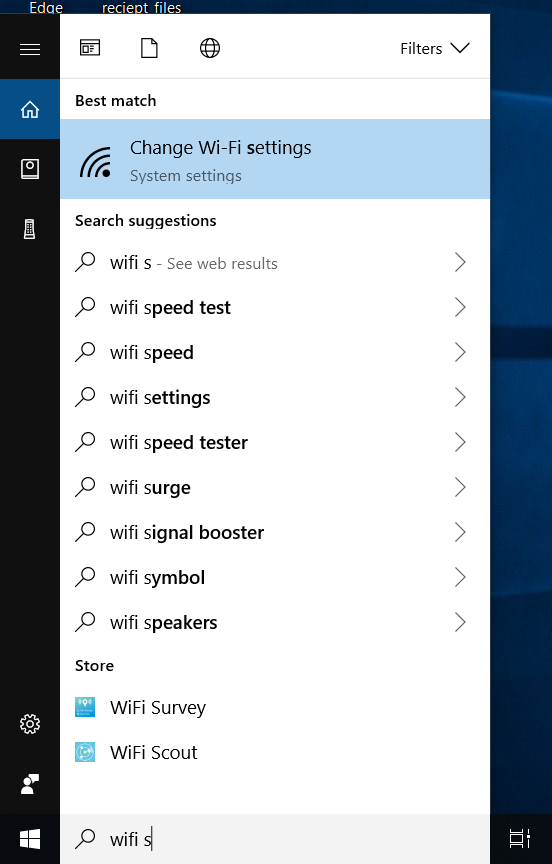 Edge reciept files
Filters
Best match
Change Wi-Fi settings
System settings
Search suggestions
wifi s - See web results
wifi speed test
wifi speed
wifi settings
wifi speed tester
wifi surge
wifi signal booster
wifi symbol
wifi speakers
Store
WiFi Survey
WiFi Scout
wifi s